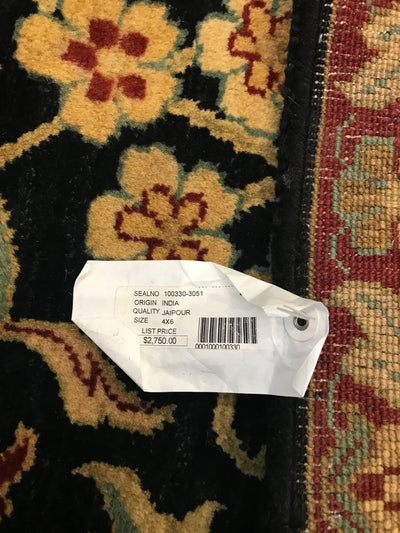 SEALNO 100330-3051
ORIGIN INDIA
QUALITY JAIPOUR
SIZE 4X6
LIST PRICE
$2,750.00
0001000100330